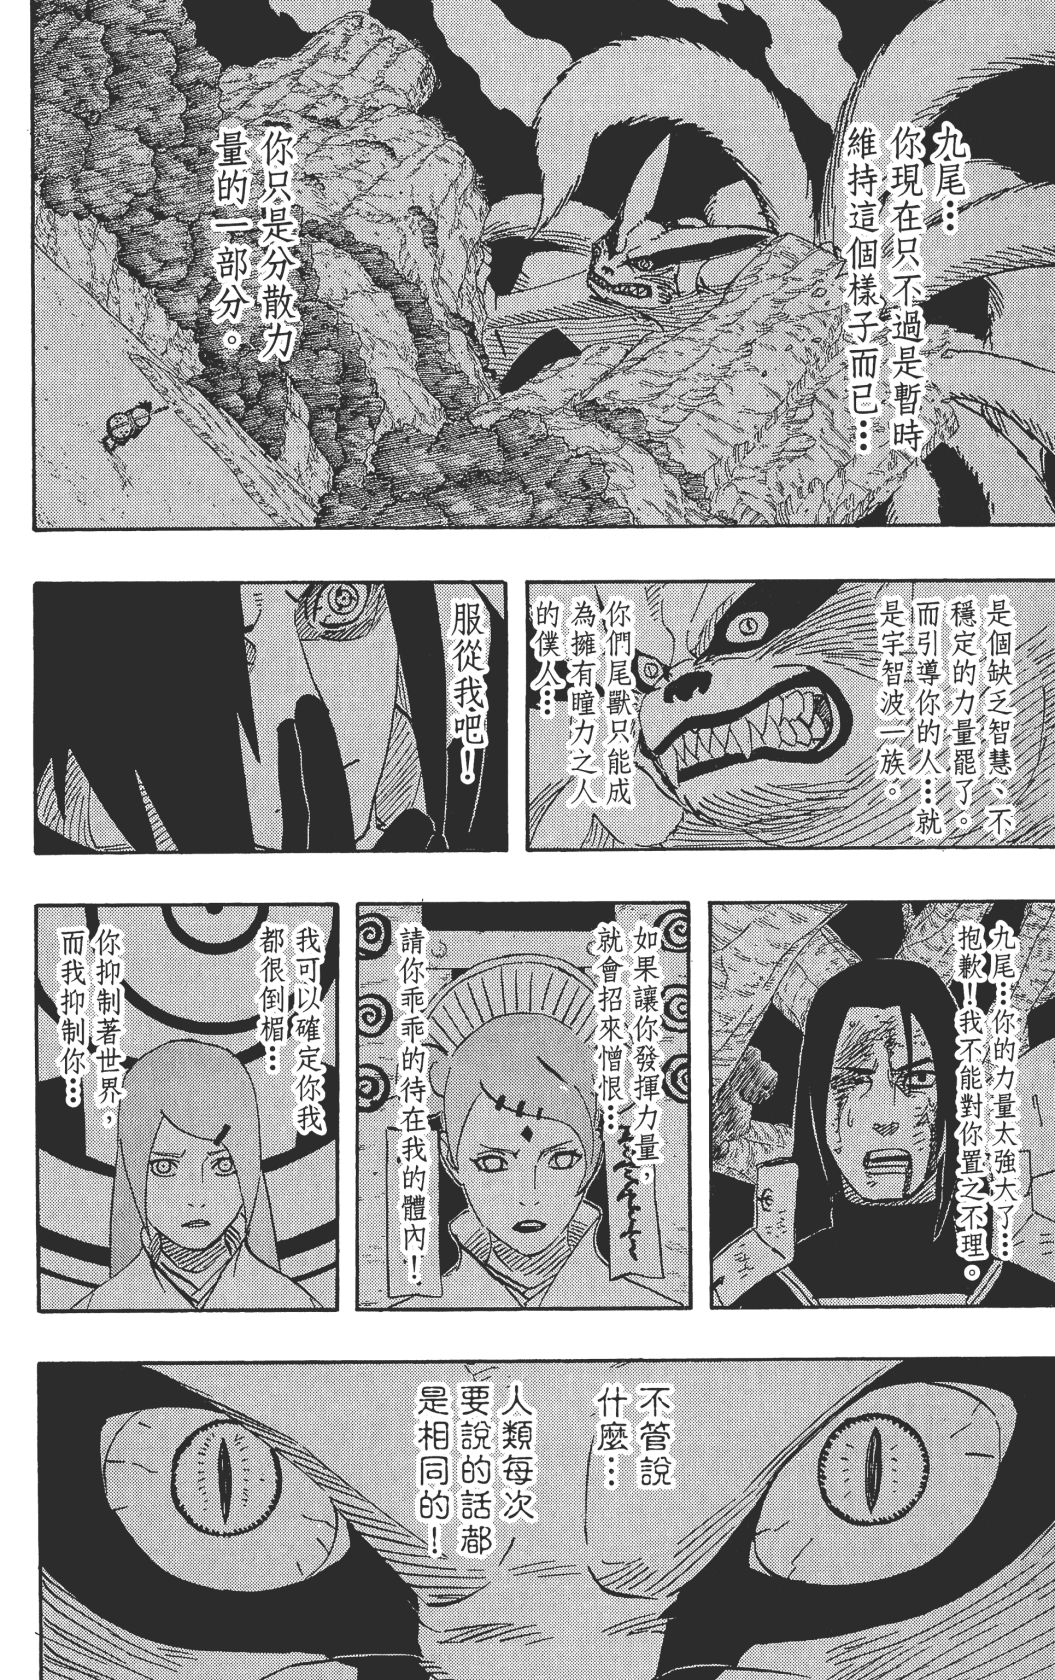 九尾…
你現在只不過是暫時
維持這個樣子而已…
你只是分散力
量的一部分。
是個缺乏智慧、不
穩定的力量罷了。
而引導你的人…就
是宇智波一族。
你們尾獸只能成
為擁有瞳力之人
的僕人…
服從我吧！
九尾…你的力量太強大了…
抱歉！我不能對你置之不理。
如果讓你發揮力量，
就會招來憎恨…
請你乖乖的待在我的體內！
我可以確定你我
都很倒楣…
你抑制著世界，
而我抑制你…
不管說
什麼…
人類每次
要說的話都
是相同的！